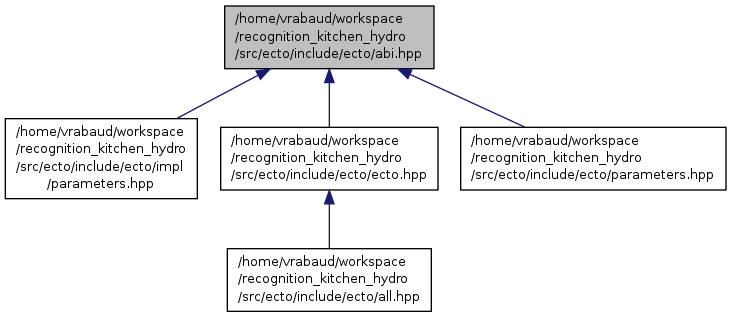 /home/vrabaud/workspace
/recognition_kitchen_hydro
/src/ecto/include/ecto/abi.hpp
/home/vrabaud/workspace
/recognition_kitchen_hydro
/src/ecto/include/ecto/impl
/parameters.hpp
/home/vrabaud/workspace
/recognition_kitchen_hydro
/src/ecto/include/ecto/ecto.hpp
/home/vrabaud/workspace
/recognition_kitchen_hydro
/src/ecto/include/ecto/parameters.hpp
/home/vrabaud/workspace
/recognition_kitchen_hydro
/src/ecto/include/ecto/all.hpp